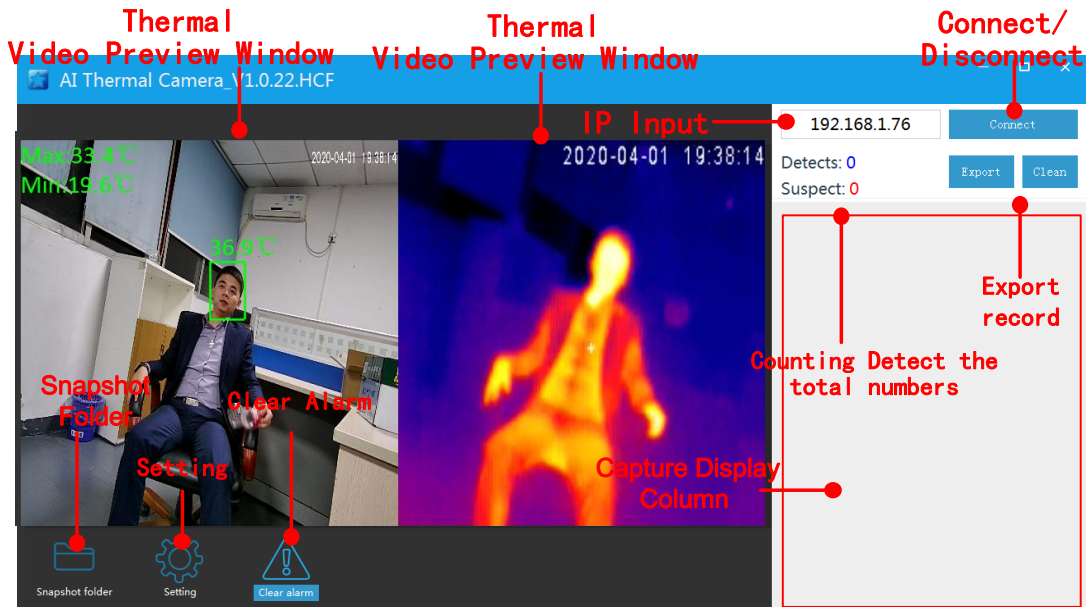 Thermal
Video Preview Window
Thermal
Video Preview Window
Connect/
Disconnect
AI Thermal Camera_V1.0.22.HCF
IP Input
192.168.1.76
Connect
Max:33.4℃
Min:19.6℃
2020-04-01 19:38:14
2020-04-01 19:38:14
Detects: 0
Suspect: 0
Export
Clean
36.9℃
Export
record
Counting Detect the
total numbers
Snapshot
Folder
Clear Alarm
Setting
Capture Display
Column
Snapshot folder
Setting
Clear alarm